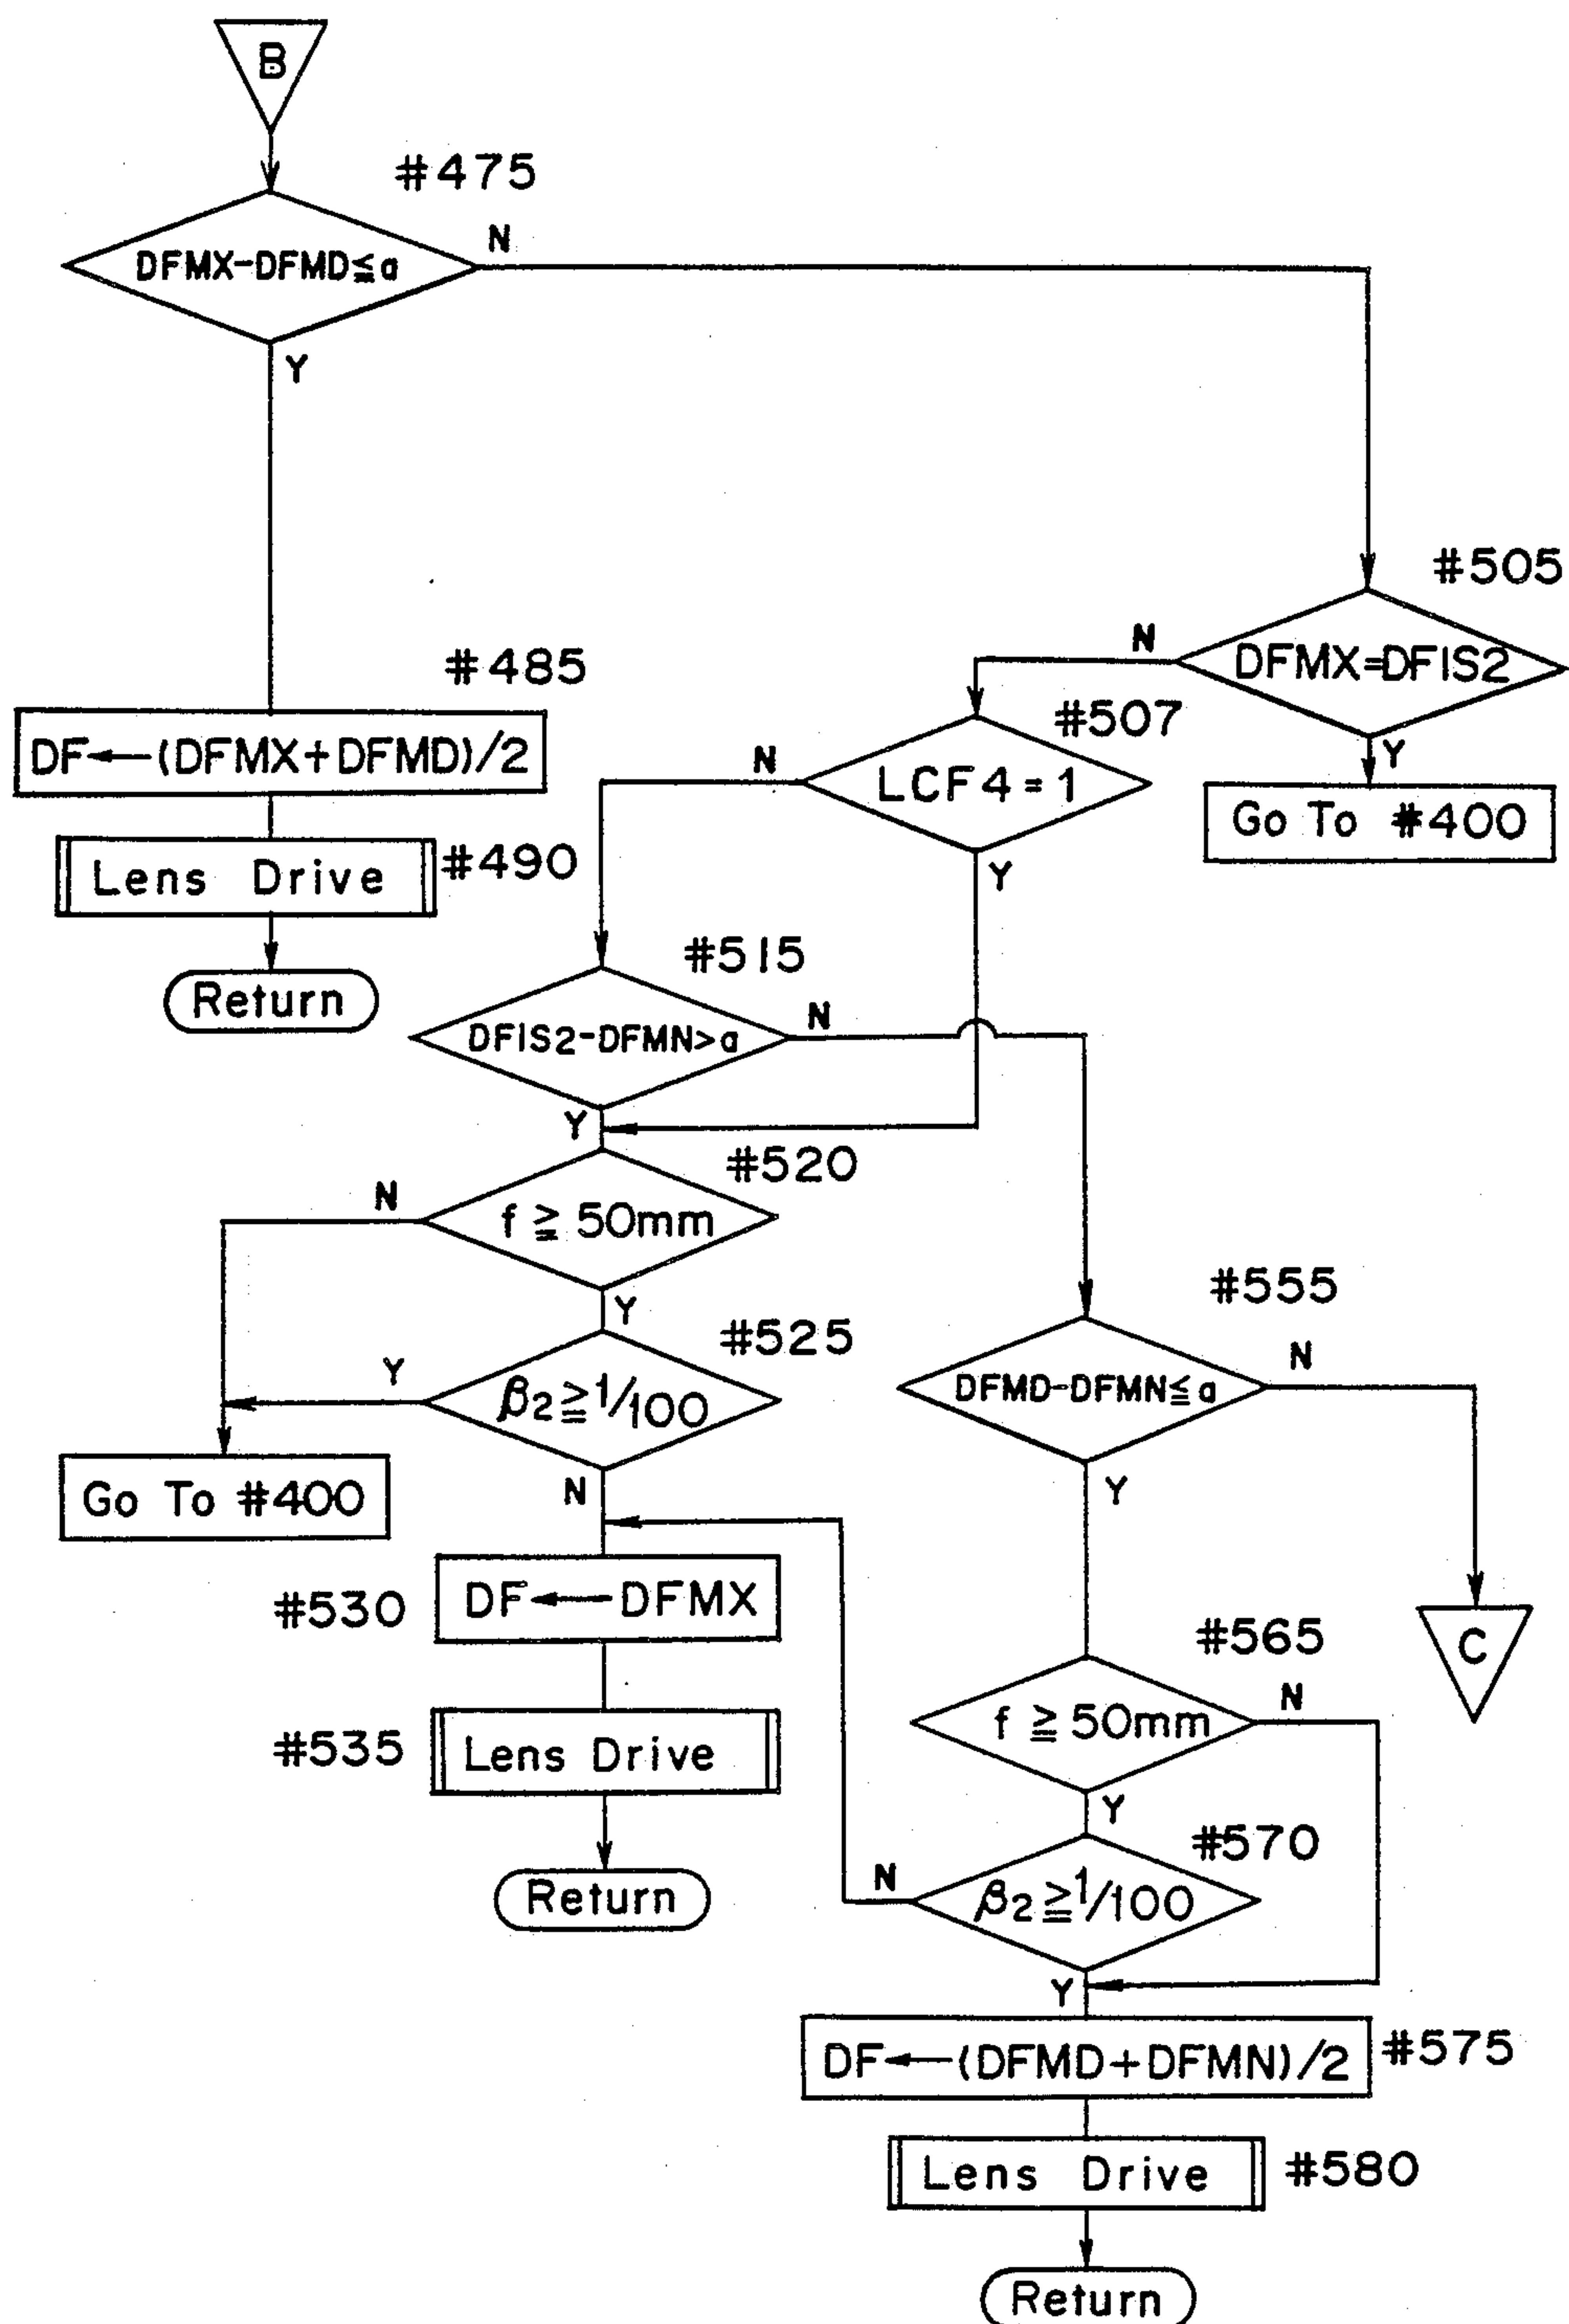 B
#475
DFMX-DFMD≦a
N
Y
#505
DFMX=DFIS2
N
Y
Go To #400
#485
DF←(DFMX+DFMD)/2
#490
Lens Drive
Return
#507
LCF4=1
N
Y
#515
DFIS2-DFMN>a
N
Y
#520
f ≧ 50mm
N
Y
#525
β2≧1/100
Y
N
Go To #400
#530
DF←DFMX
#535
Lens Drive
Return
#555
DFMD-DFMN≦a
N
Y
C
#565
f ≧ 50mm
N
Y
#570
β2≧1/100
N
Y
DF←(DFMD+DFMN)/2
#575
Lens Drive
#580
Return